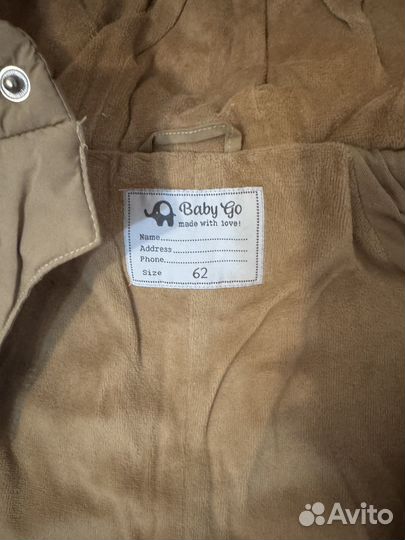 Baby Go
made with love!
Name
Address
Phone
Size 62
Avito